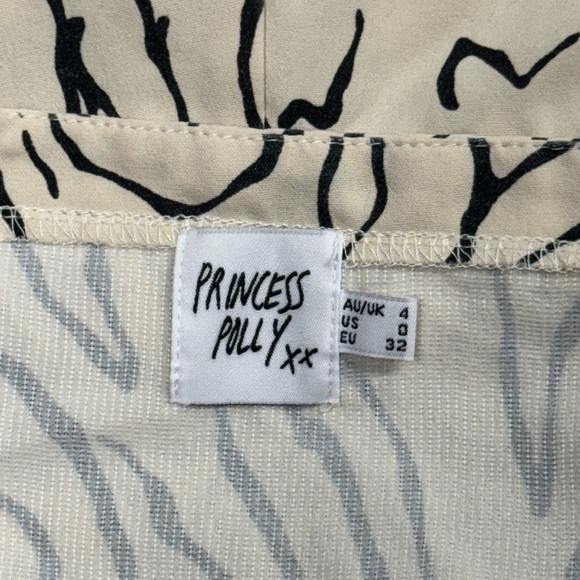 PRINCESS
POLLY xx
AU/UK 4
US 0
EU 32